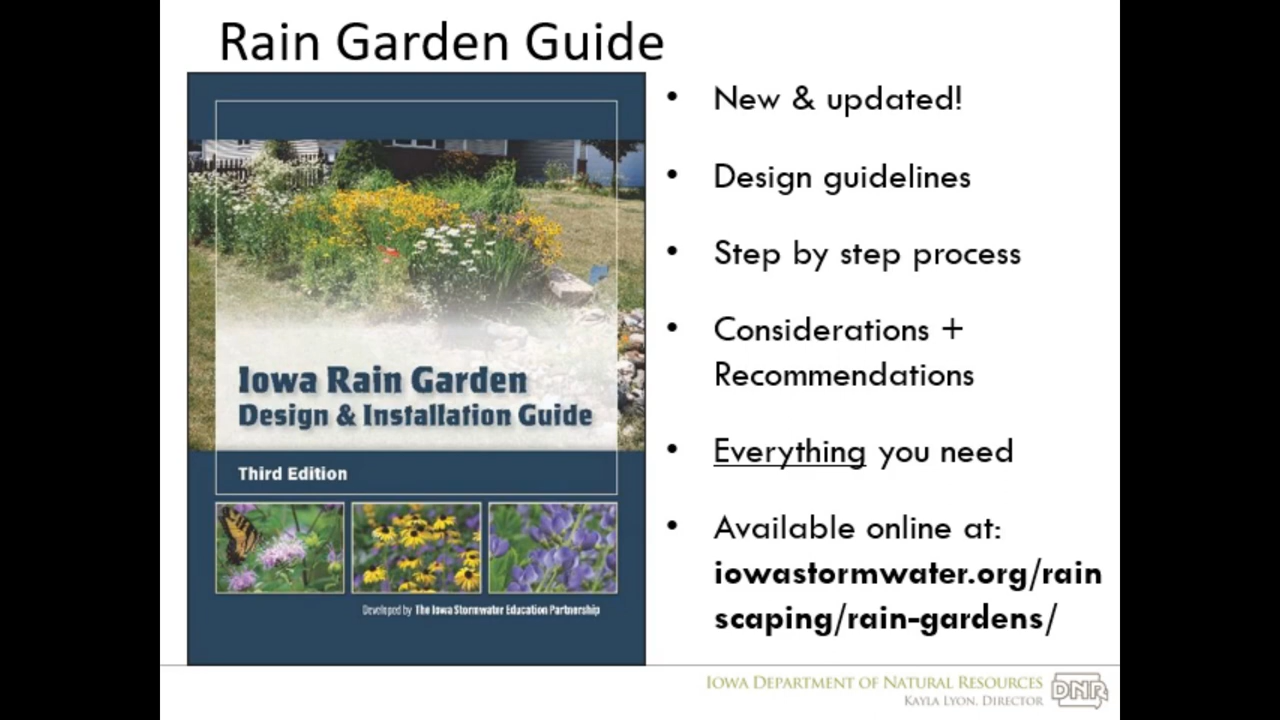 Rain Garden Guide
Iowa Rain Garden
Design & Installation Guide
Third Edition
Developed by The Iowa Stormwater Education Partnership
• New & updated!
• Design guidelines
• Step by step process
• Considerations +
Recommendations
• Everything you need
• Available online at:
iowastormwater.org/rain
scaping/rain-gardens/
Iowa Department of Natural Resources
Kayla Lyon, Director
DNR